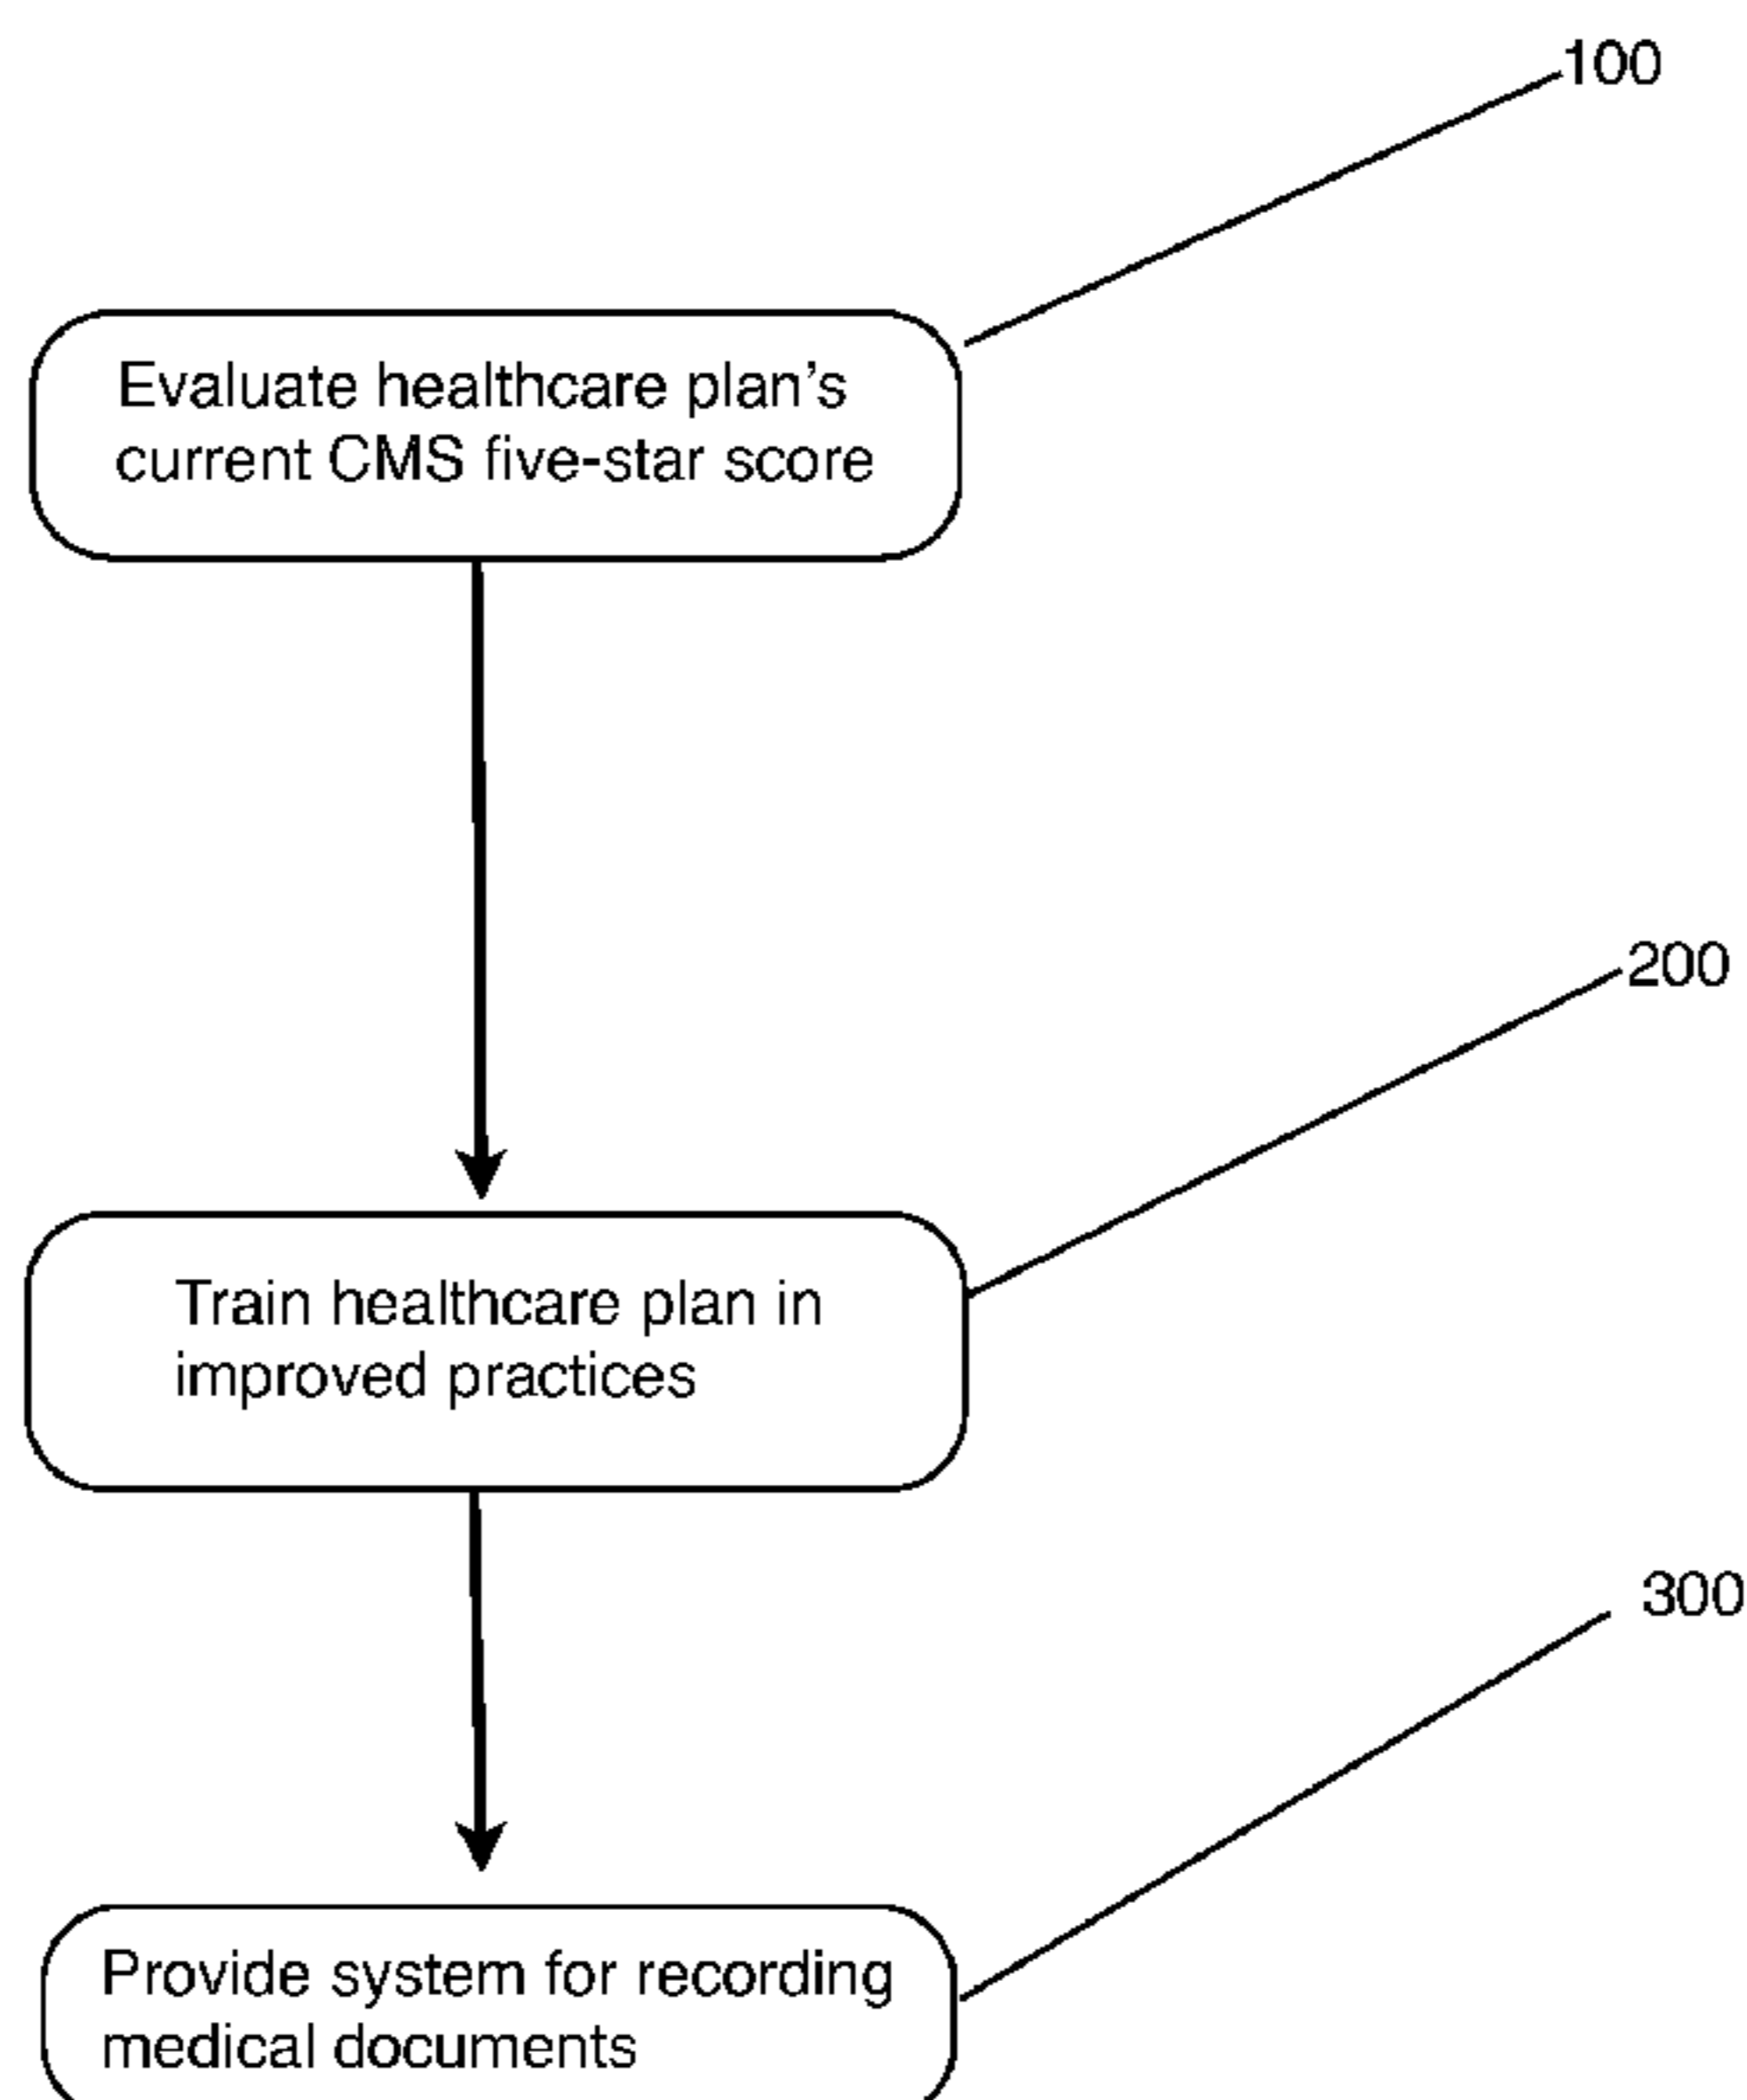 100
Evaluate healthcare plan's
current CMS five-star score
200
Train healthcare plan in
improved practices
300
Provide system for recording
medical documents